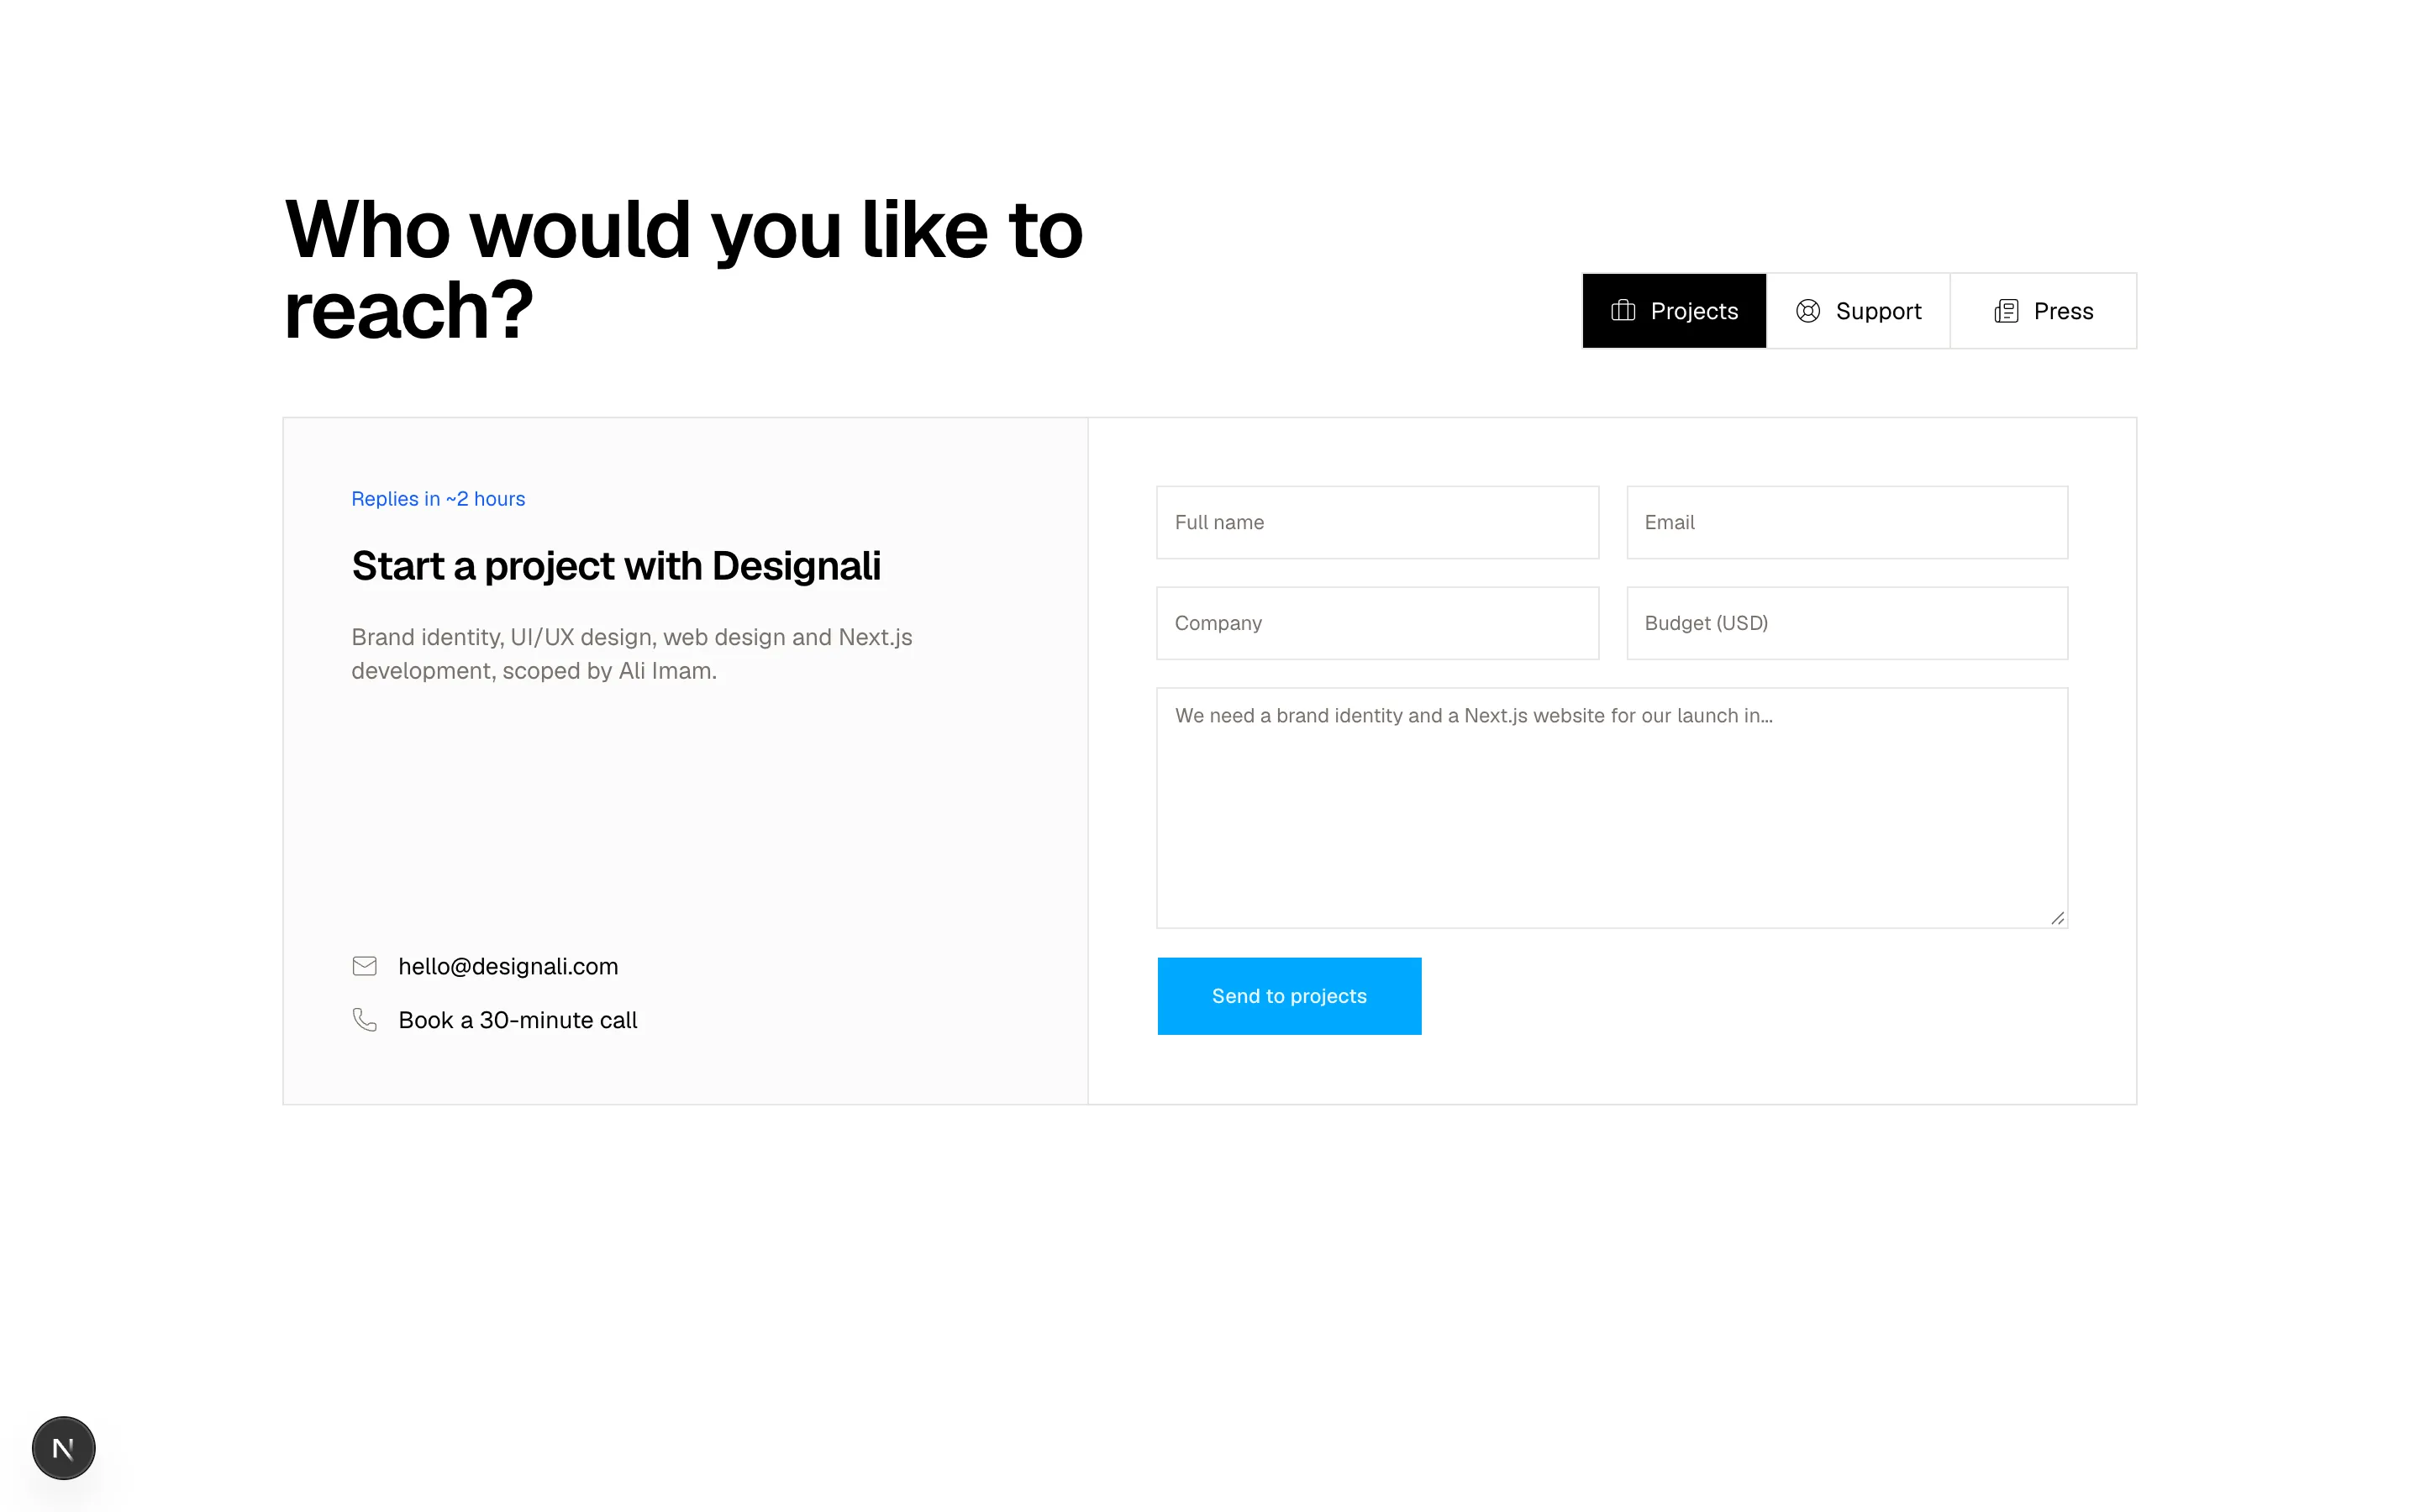 Who would you like to
reach?
Projects
Support
Press
Replies in ~2 hours
Start a project with Designali
Brand identity, UI/UX design, web design and Next.js
development, scoped by Ali Imam.
hello@designali.com
Book a 30-minute call
Full name
Email
Company
Budget (USD)
We need a brand identity and a Next.js website for our launch in...
Send to projects
N